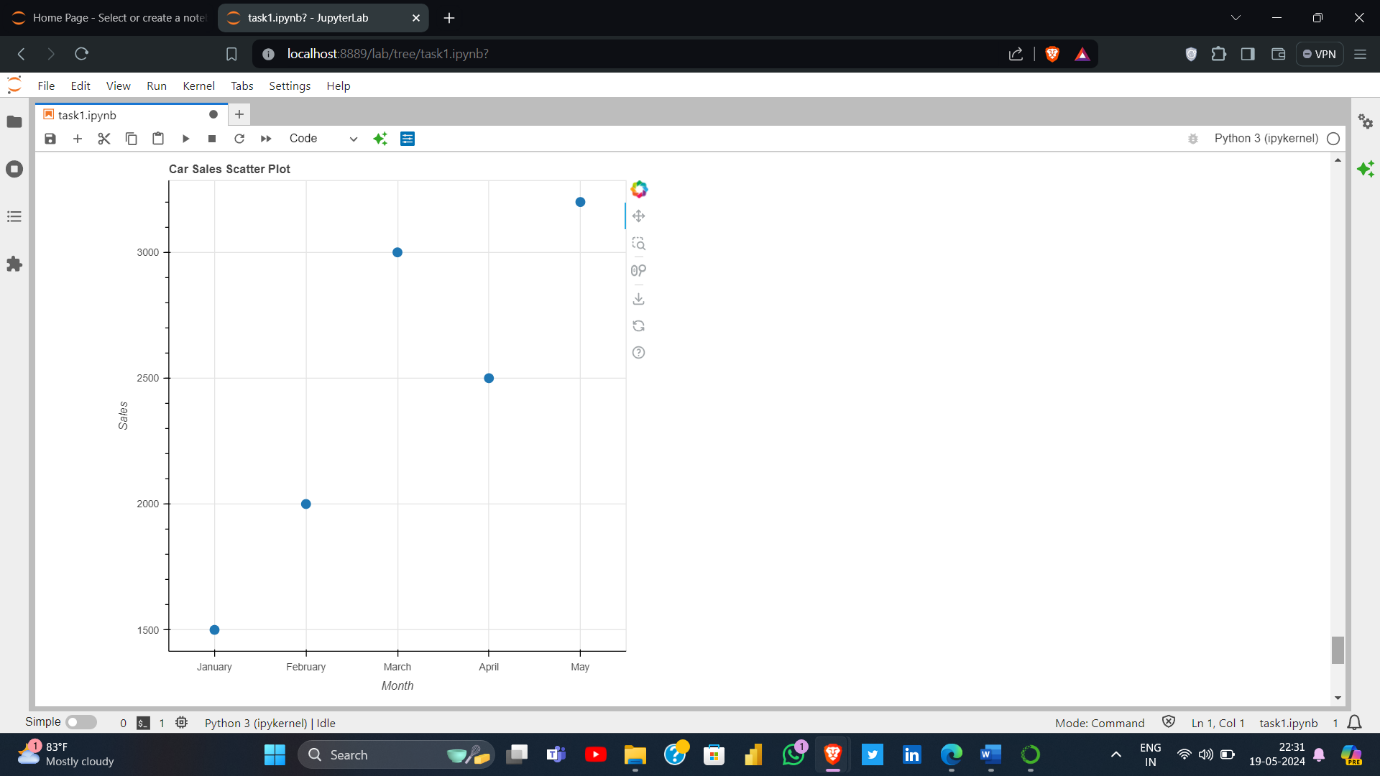 Home Page - Select or create a note
task1.ipynb? - JupyterLab
localhost:8889/lab/tree/task1.ipynb?
VPN
File Edit View Run Kernel Tabs Settings Help
task1.ipynb
Code
Python 3 (ipykernel)
Car Sales Scatter Plot
3000
2500
2000
1500
Sales
January February March April May
Month
Simple 0 1 Python 3 (ipykernel) | Idle
Mode: Command Ln 1, Col 1 task1.ipynb 1
1 83°F
Mostly cloudy
Search
1
ENG
IN
22:31
19-05-2024
PRE